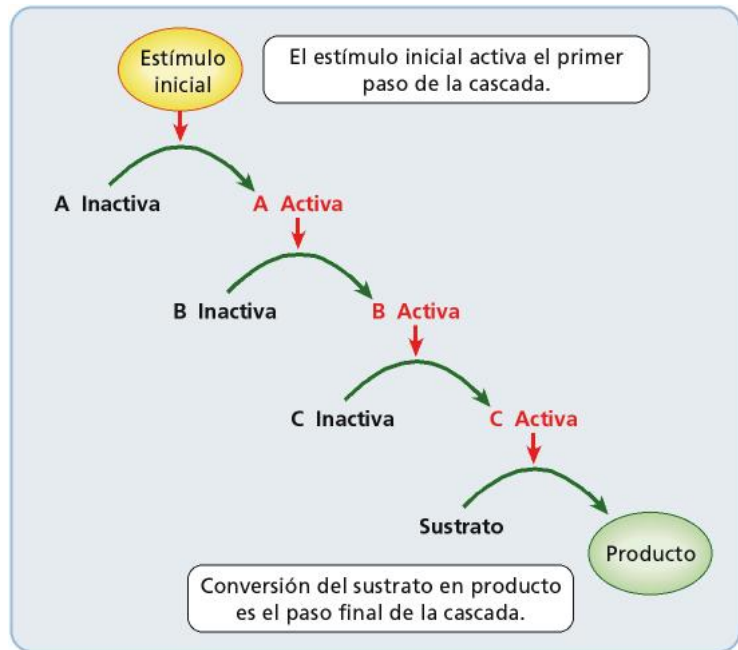 Estímulo
inicial
El estímulo inicial activa el primer
paso de la cascada.
A Inactiva
A Activa
B Inactiva
B Activa
C Inactiva
C Activa
Sustrato
Producto
Conversión del sustrato en producto
es el paso final de la cascada.